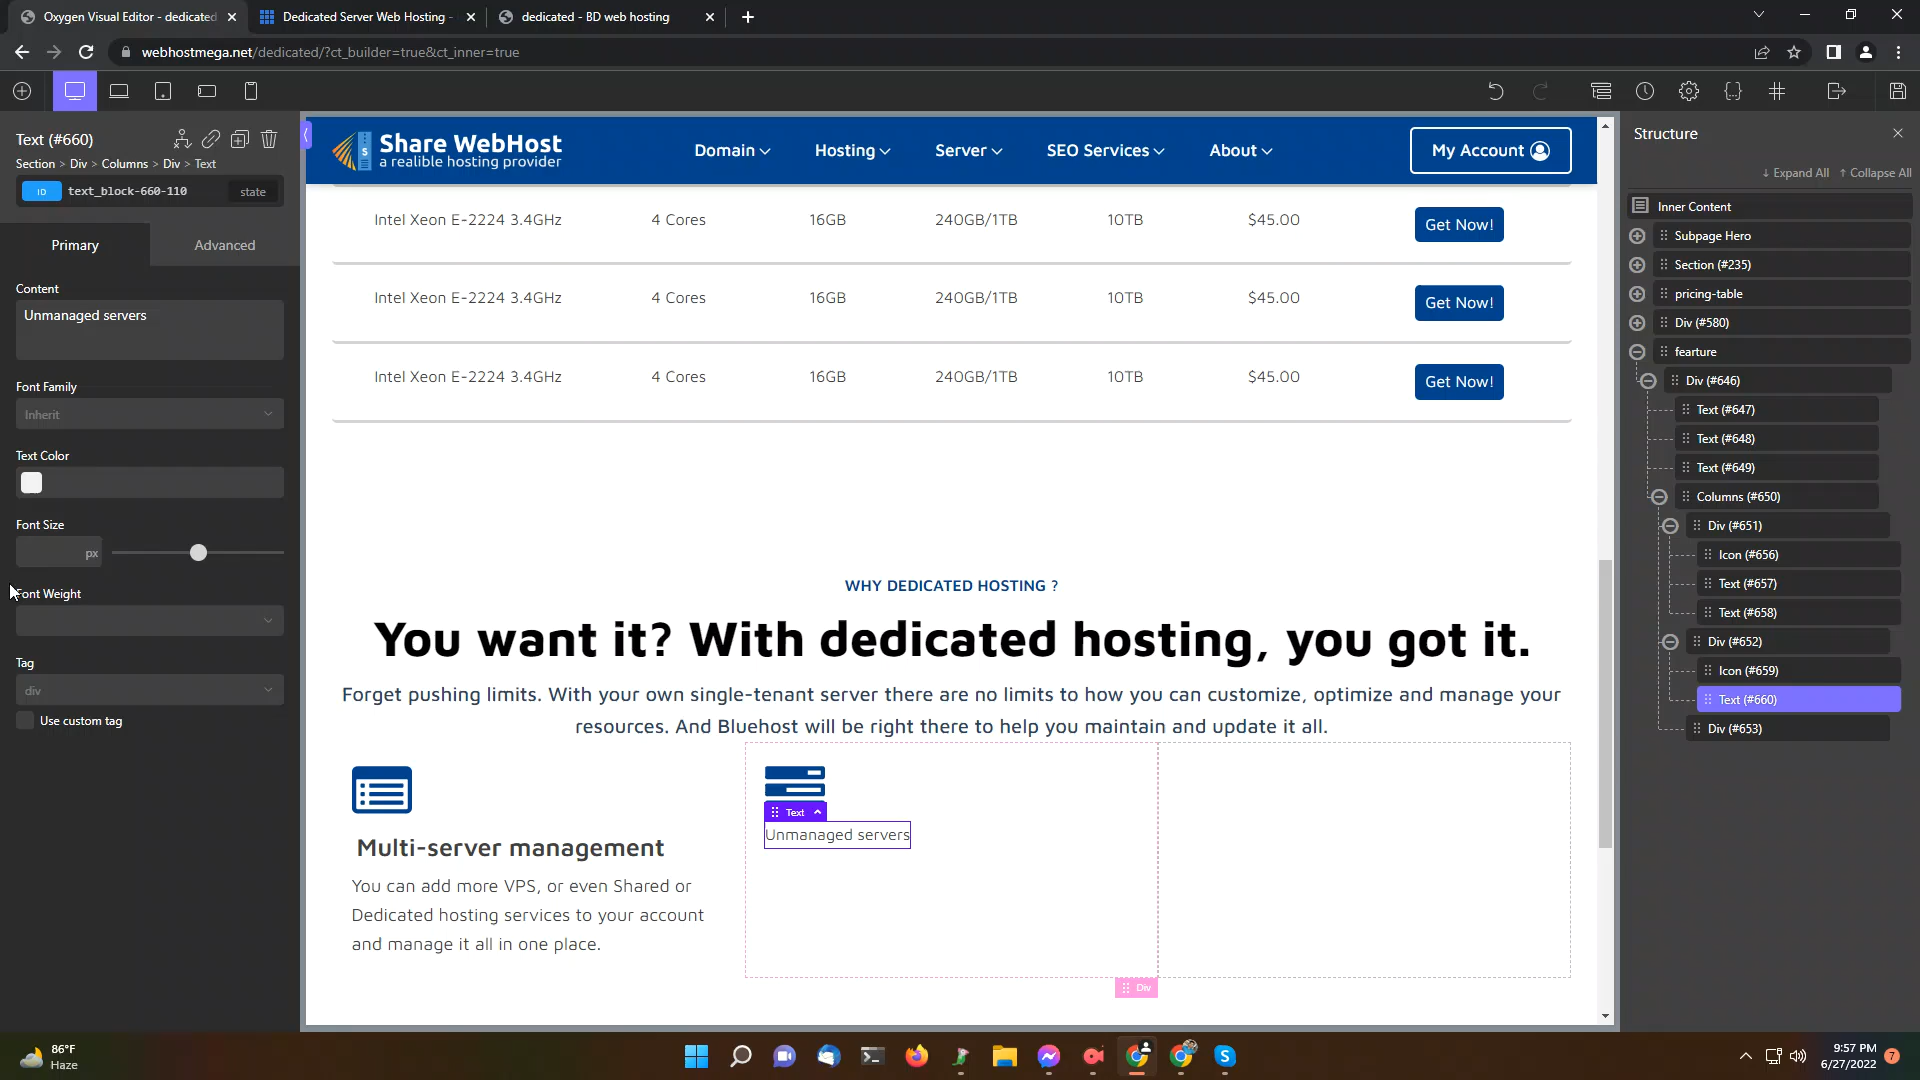 Oxygen Visual Editor - dedicated
Dedicated Server Web Hosting -
dedicated - BD web hosting
webhostmega.net/dedicated/?ct_builder=true&ct_inner=true
Text (#660)
Section > Div > Columns > Div > Text
ID text_block-660-110 state
Primary
Advanced
Content
Unmanaged servers
Font Family
Inherit
Text Color
Font Size
px
Font Weight
Tag
div
Use custom tag
Share WebHost
a realible hosting provider
Domain
Hosting
Server
SEO Services
About
My Account
Intel Xeon E-2224 3.4GHz 4 Cores 16GB 240GB/1TB 10TB $45.00 Get Now!
Intel Xeon E-2224 3.4GHz 4 Cores 16GB 240GB/1TB 10TB $45.00 Get Now!
Intel Xeon E-2224 3.4GHz 4 Cores 16GB 240GB/1TB 10TB $45.00 Get Now!
WHY DEDICATED HOSTING ?
You want it? With dedicated hosting, you got it.
Forget pushing limits. With your own single-tenant server there are no limits to how you can customize, optimize and manage your
resources. And Bluehost will be right there to help you maintain and update it all.
Multi-server management
You can add more VPS, or even Shared or
Dedicated hosting services to your account
and manage it all in one place.
Text
Unmanaged servers
Div
Structure
Expand All
Collapse All
Inner Content
Subpage Hero
Section (#235)
pricing-table
Div (#580)
fearture
Div (#646)
Text (#647)
Text (#648)
Text (#649)
Columns (#650)
Div (#651)
Icon (#656)
Text (#657)
Text (#658)
Div (#652)
Icon (#659)
Text (#660)
Div (#653)
86°F
Haze
9:57 PM
6/27/2022
7